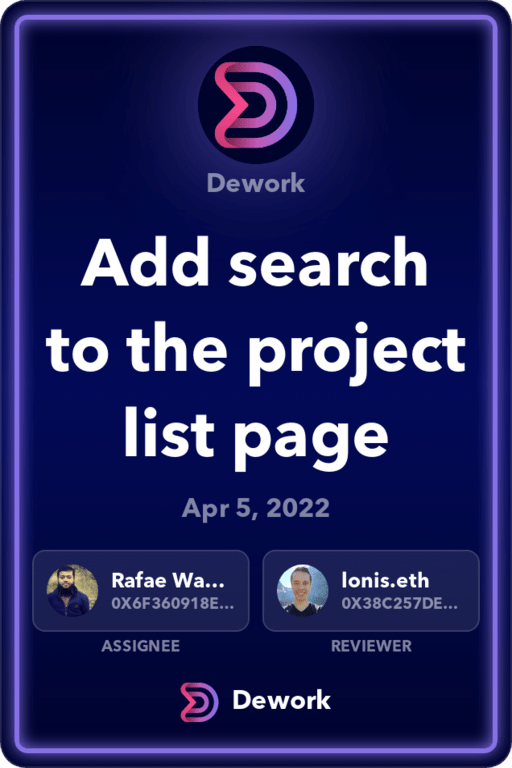 Dework
Add search
to the project
list page
Apr 5, 2022
Rafae Wa...
0X6F360918E...
lonis.eth
0X38C257DE...
ASSIGNEE
REVIEWER
Dework